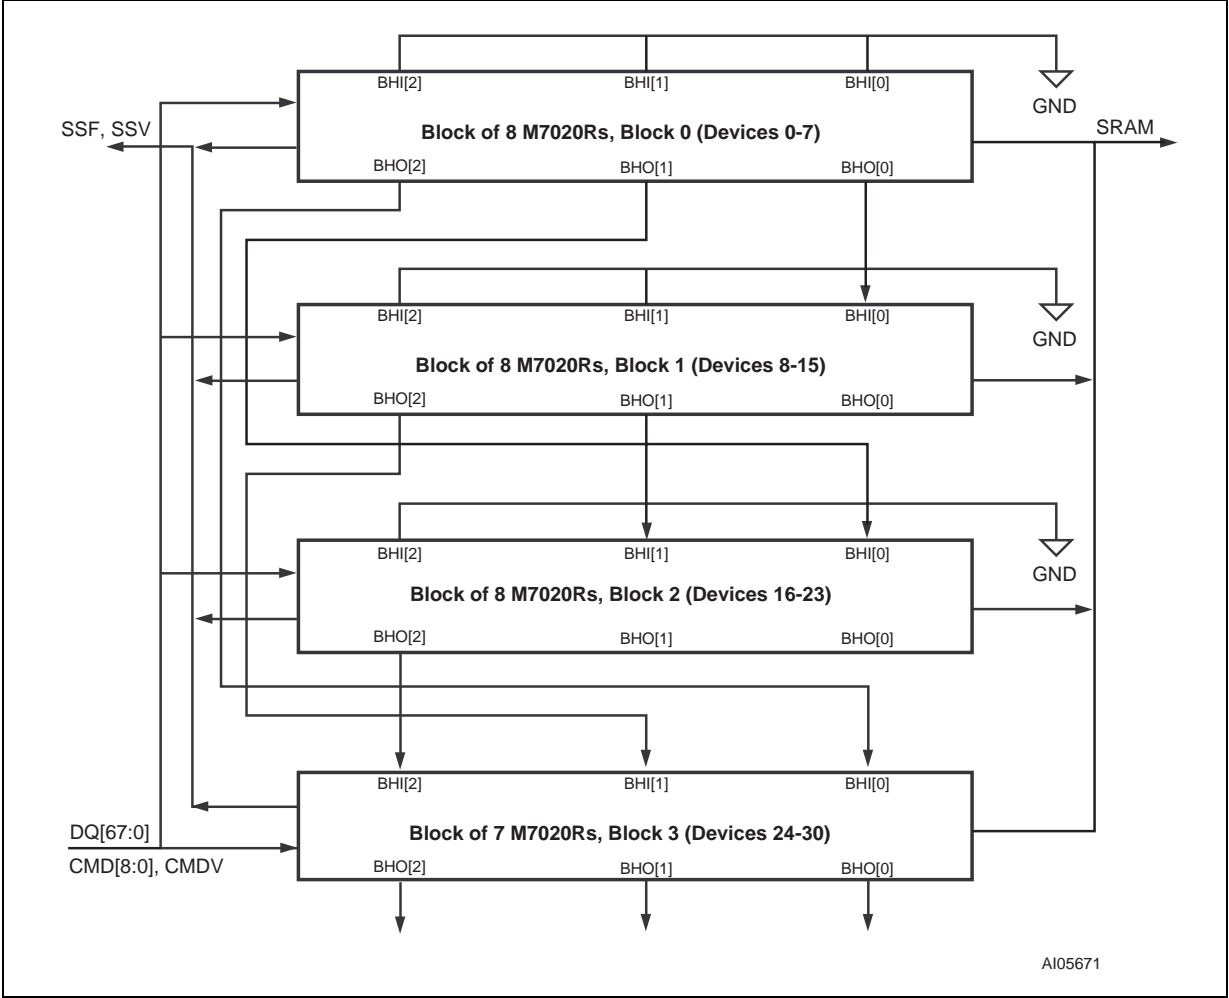 BHI[2] BHI[1] BHI[0]
GND
SSF, SSV
Block of 8 M7020Rs, Block 0 (Devices 0-7)
SRAM
BHO[2] BHO[1] BHO[0]
BHI[2] BHI[1] BHI[0]
GND
Block of 8 M7020Rs, Block 1 (Devices 8-15)
BHO[2] BHO[1] BHO[0]
BHI[2] BHI[1] BHI[0]
GND
Block of 8 M7020Rs, Block 2 (Devices 16-23)
BHO[2] BHO[1] BHO[0]
BHI[2] BHI[1] BHI[0]
DQ[67:0]
Block of 7 M7020Rs, Block 3 (Devices 24-30)
CMD[8:0], CMDV
BHO[2] BHO[1] BHO[0]
AI05671